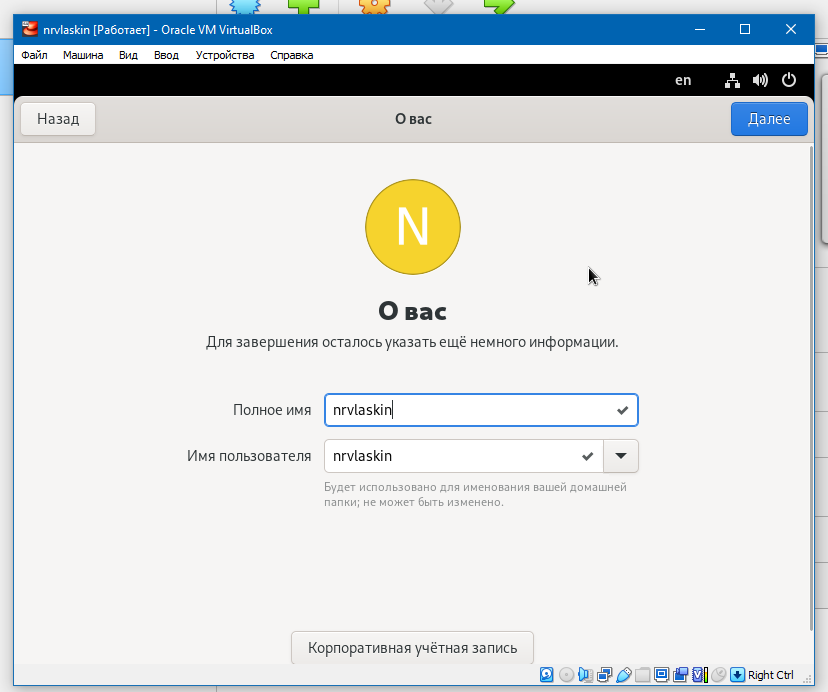 nrvlaskin [Работает] - Oracle VM VirtualBox
Файл Машина Вид Ввод Устройства Справка
en
Назад О вас Далее
N
О вас
Для завершения осталось указать ещё немного информации.
Полное имя nrvlaskin
Имя пользователя nrvlaskin
Будет использовано для именования вашей домашней
папки; не может быть изменено.
Корпоративная учётная запись
Right Ctrl